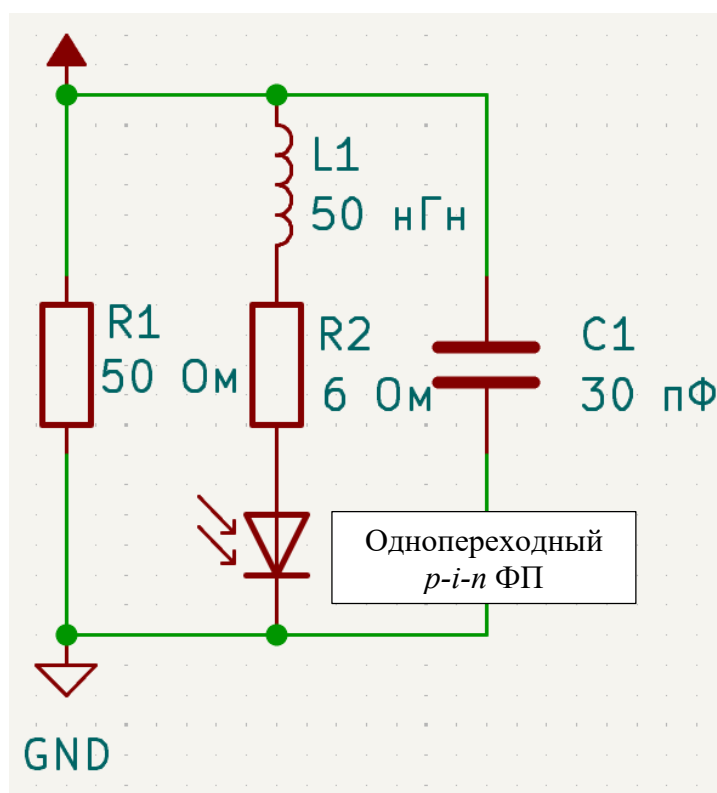 L1
50 нГн
R1
50 Ом
R2
6 Ом
C1
30 пФ
Однопереходный
p-i-n ФП
GND